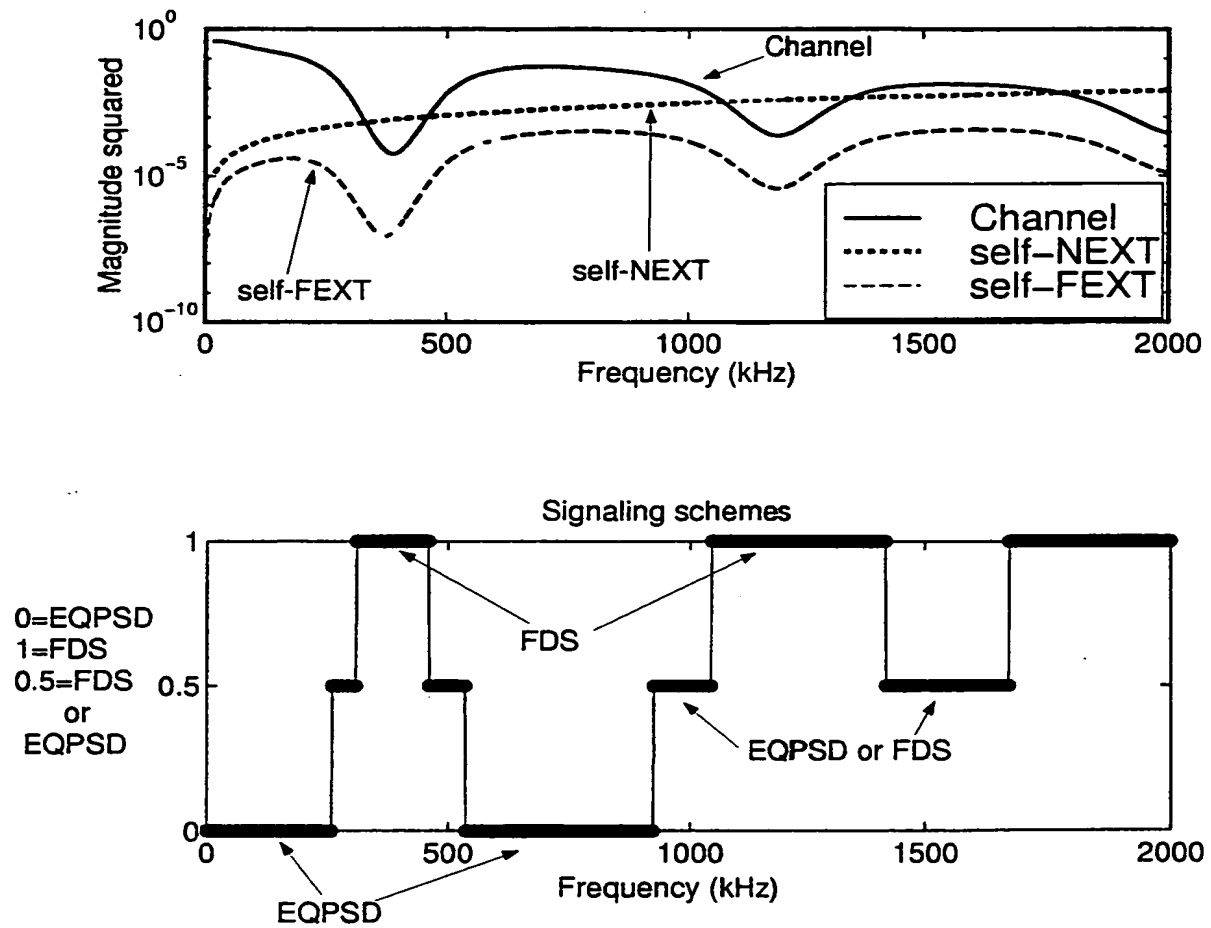 10^0
10^-5
10^-10
Magnitude squared
Channel
self-FEXT
self-NEXT
Channel
self-NEXT
self-FEXT
0
500
1000
1500
2000
Frequency (kHz)
Signaling schemes
0=EQPSD
1=FDS
0.5=FDS
or
EQPSD
1
0.5
0
FDS
EQPSD or FDS
0
500
1000
1500
2000
Frequency (kHz)
EQPSD